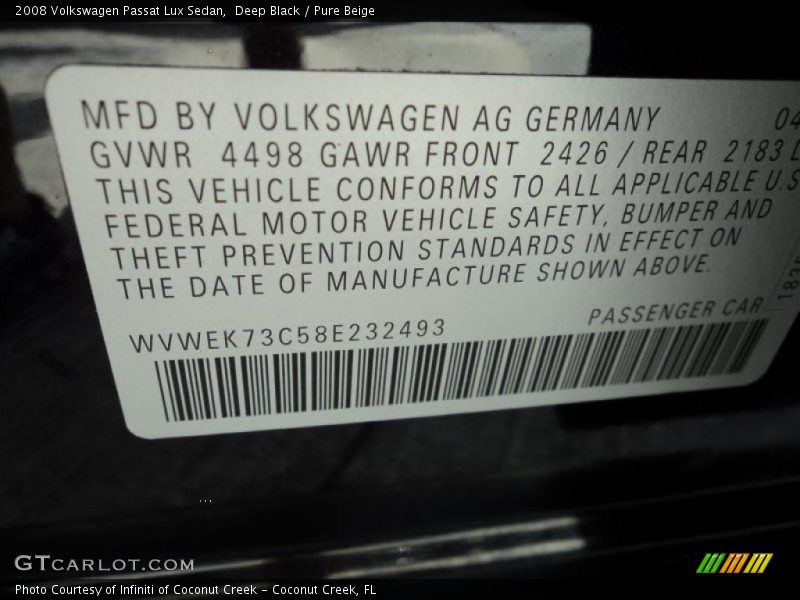 2008 Volkswagen Passat Lux Sedan,  Deep Black / Pure Beige
MFD BY VOLKSWAGEN AG GERMANY 04
GVWR 4498 GAWR FRONT 2426 / REAR 2183 L
THIS VEHICLE CONFORMS TO ALL APPLICABLE U.S
FEDERAL MOTOR VEHICLE SAFETY, BUMPER AND
THEFT PREVENTION STANDARDS IN EFFECT ON
THE DATE OF MANUFACTURE SHOWN ABOVE.
WVWEK73C58E232493 PASSENGER CAR
GTCARLOT.COM
Photo Courtesy of Infiniti of Coconut Creek – Coconut Creek, FL